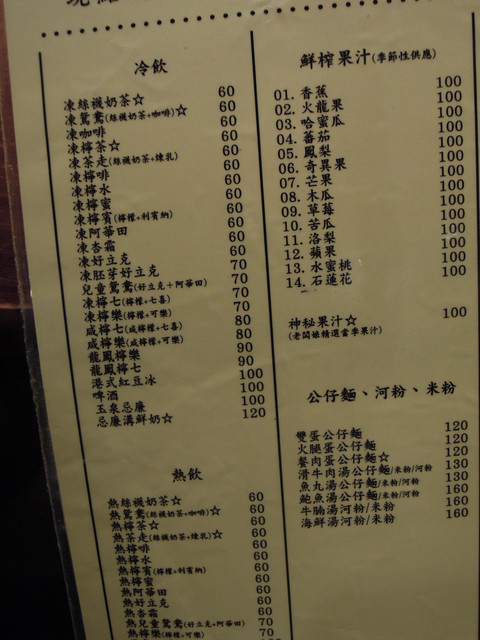 冷飲
凍絲襪奶茶☆ 60
凍鴛鴦(絲襪奶茶+咖啡)☆ 60
凍咖啡 60
凍檸茶☆ 60
凍茶走(絲襪奶茶+煉乳) 60
凍檸啡 60
凍檸水 60
凍檸蜜 60
凍檸賓(檸檬+利賓納) 60
凍阿華田 60
凍杏霜 60
凍好立克 60
凍胚芽好立克 70
兒童鴛鴦(好立克+阿華田) 70
凍檸七(檸檬+七喜) 70
凍檸樂(檸檬+可樂) 70
咸檸七(咸檸檬+七喜) 80
咸檸樂(咸檸檬+可樂) 80
龍鳳檸樂 90
龍鳳檸七 90
港式紅豆冰 100
啤酒 100
玉泉忌廉 100
忌廉溝鮮奶☆ 120
熱飲
熱絲襪奶茶☆ 60
熱鴛鴦(絲襪奶茶+咖啡)☆ 60
熱檸茶☆ 60
熱茶走(絲襪奶茶+煉乳)☆ 60
熱檸啡 60
熱檸水 60
熱檸賓(檸檬+利賓納) 60
熱檸蜜 60
熱阿華田 60
熱好立克 60
熱杏霜 60
熱兒童鴛鴦(好立克+阿華田) 70
熱檸樂(檸檬+可樂) 70
鮮榨果汁(季節性供應)
01. 香蕉 100
02. 火龍果 100
03. 哈蜜瓜 100
04. 蕃茄 100
05. 鳳梨 100
06. 奇異果 100
07. 芒果 100
08. 木瓜 100
09. 草莓 100
10. 苦瓜 100
11. 洛梨 100
12. 蘋果 100
13. 水蜜桃 100
14. 石蓮花 100
神秘果汁☆ 100
(老闆娘精選當季果汁)
公仔麵、河粉、米粉
雙蛋公仔麵 120
火腿蛋公仔麵 120
餐肉蛋公仔麵☆ 120
滑牛肉湯公仔麵/米粉/河粉 130
魚丸湯公仔麵/米粉/河粉 130
鮑魚湯公仔麵/米粉/河粉 160
牛腩湯河粉/米粉 160
海鮮湯河粉/米粉 160